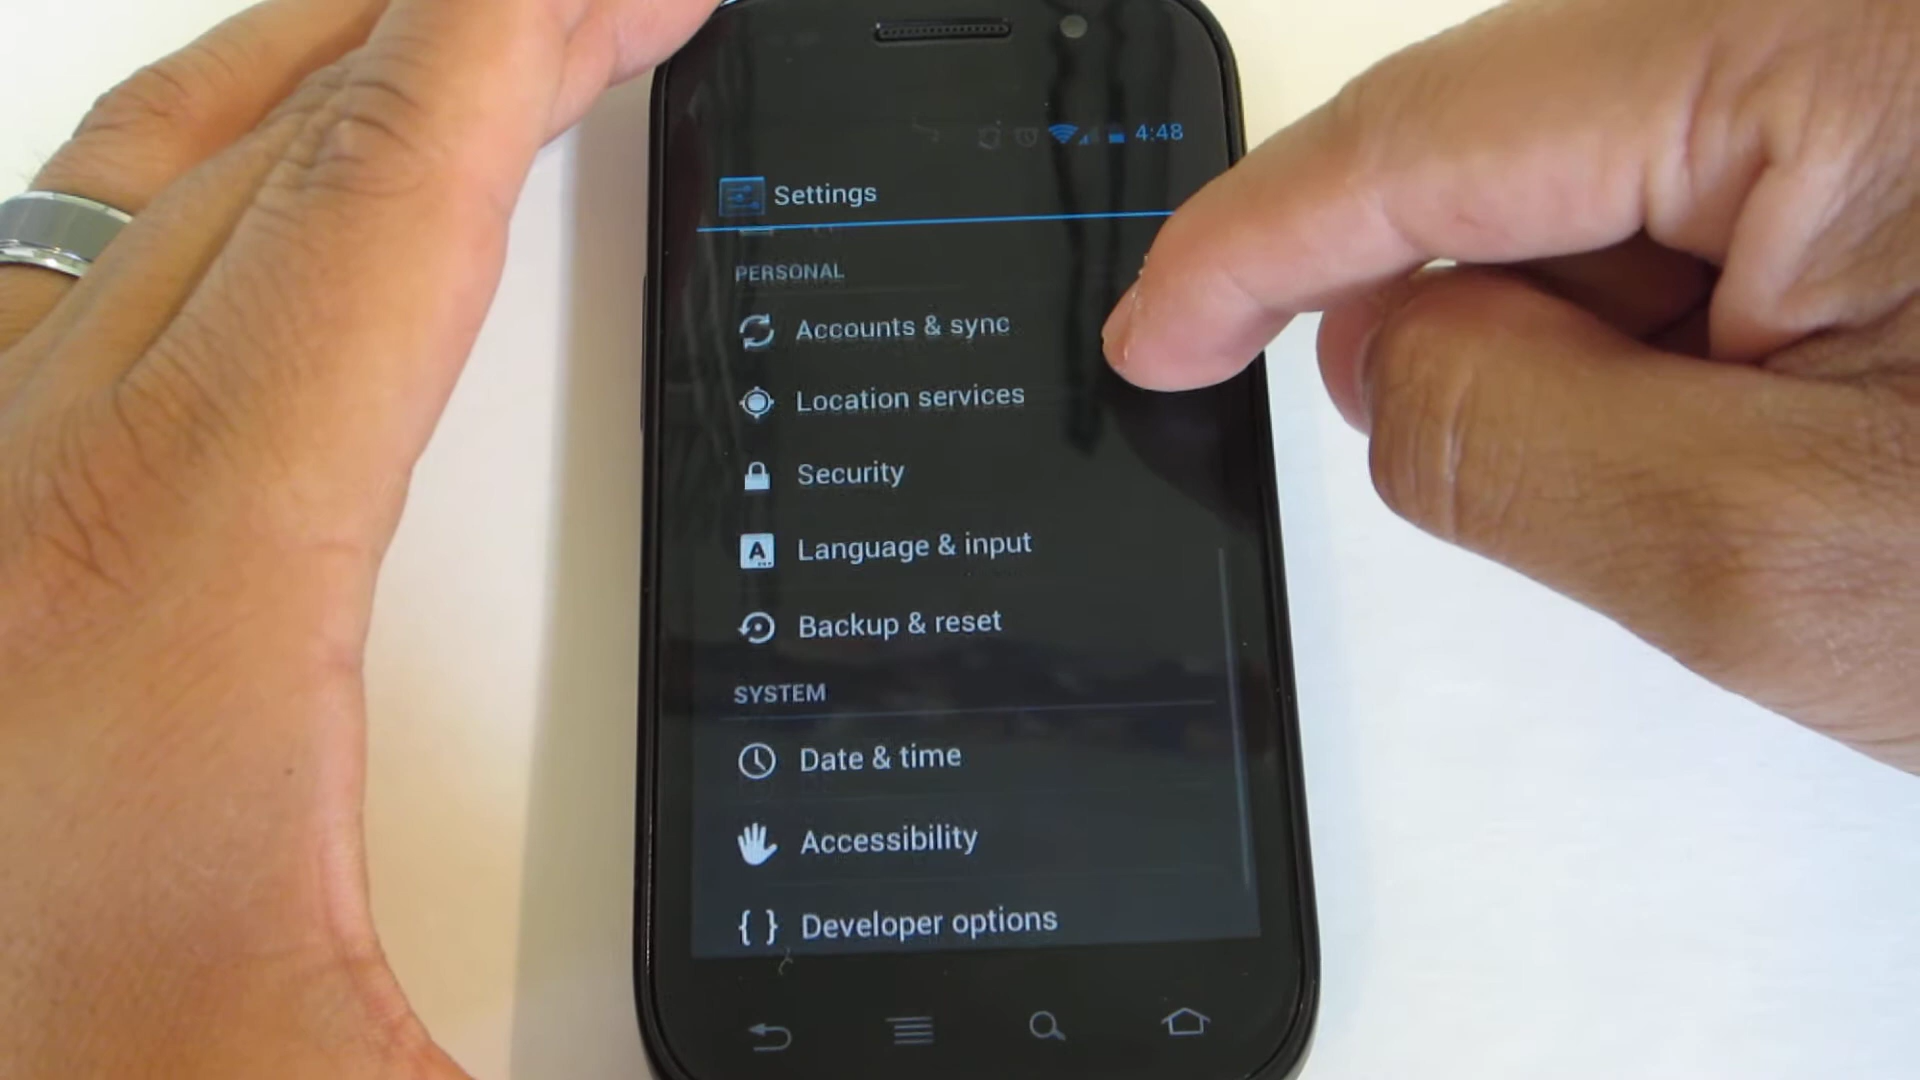 4:48
Settings
PERSONAL
Accounts & sync
Location services
Security
A
Language & input
Backup & reset
SYSTEM
Date & time
Accessibility
{ } Developer options